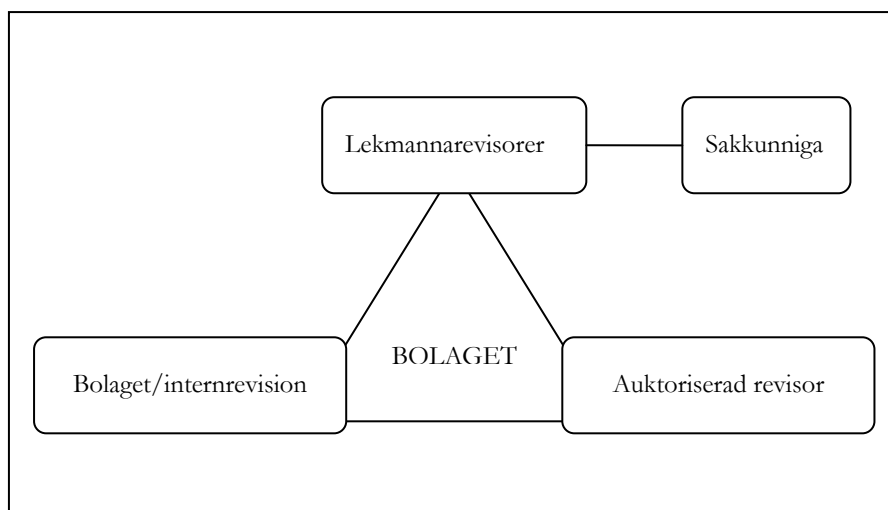 Lekmannarevisorer
Sakkunniga
BOLAGET
Bolaget/internrevision
Auktoriserad revisor